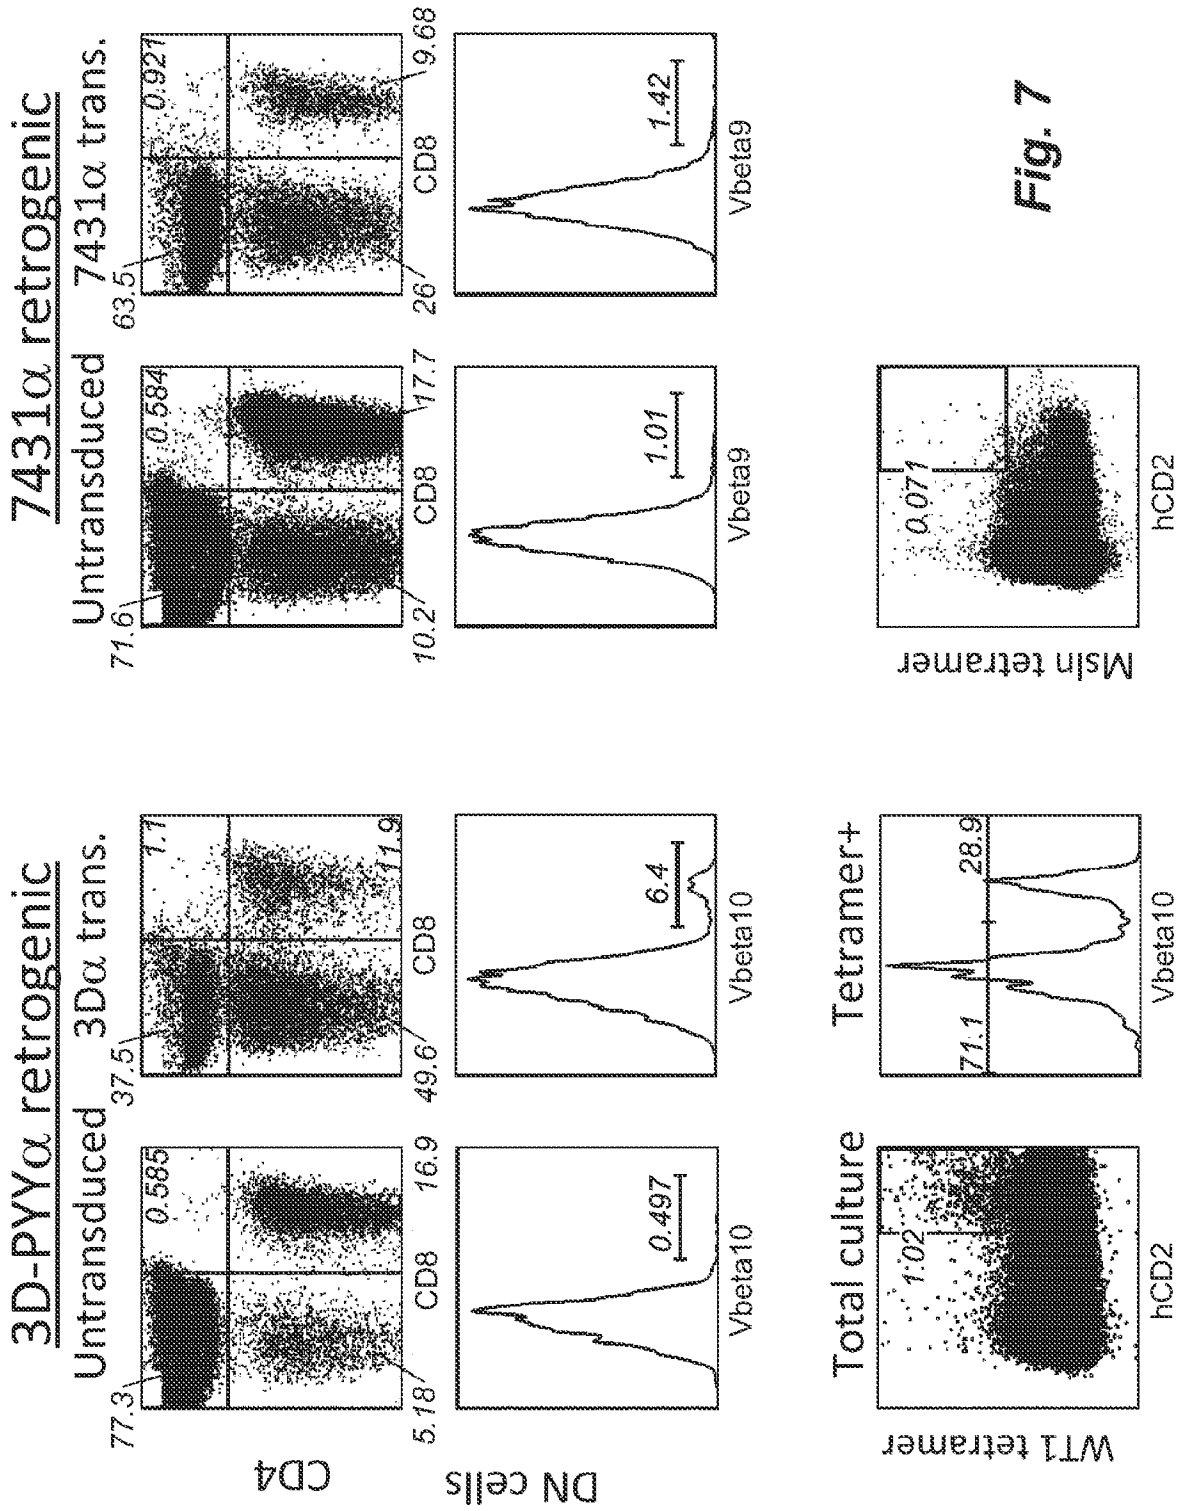 3D-PYYα retrogenic
7431α retrogenic
Untransduced
3Dα trans.
Untransduced
7431α trans.
77.3
0.585
37.5
1.1
71.6
0.584
63.5
0.921
CD4
5.18
CD8
16.9
49.6
CD8
11.9
10.2
CD8
17.7
26
CD8
9.68
DN cells
0.497
6.4
1.01
1.42
Vbeta10
Vbeta10
Vbeta9
Vbeta9
Total culture
Tetramer+
WT1 tetramer
1.02
71.1
28.9
Msln tetramer
0.071
hCD2
Vbeta10
hCD2
Fig. 7